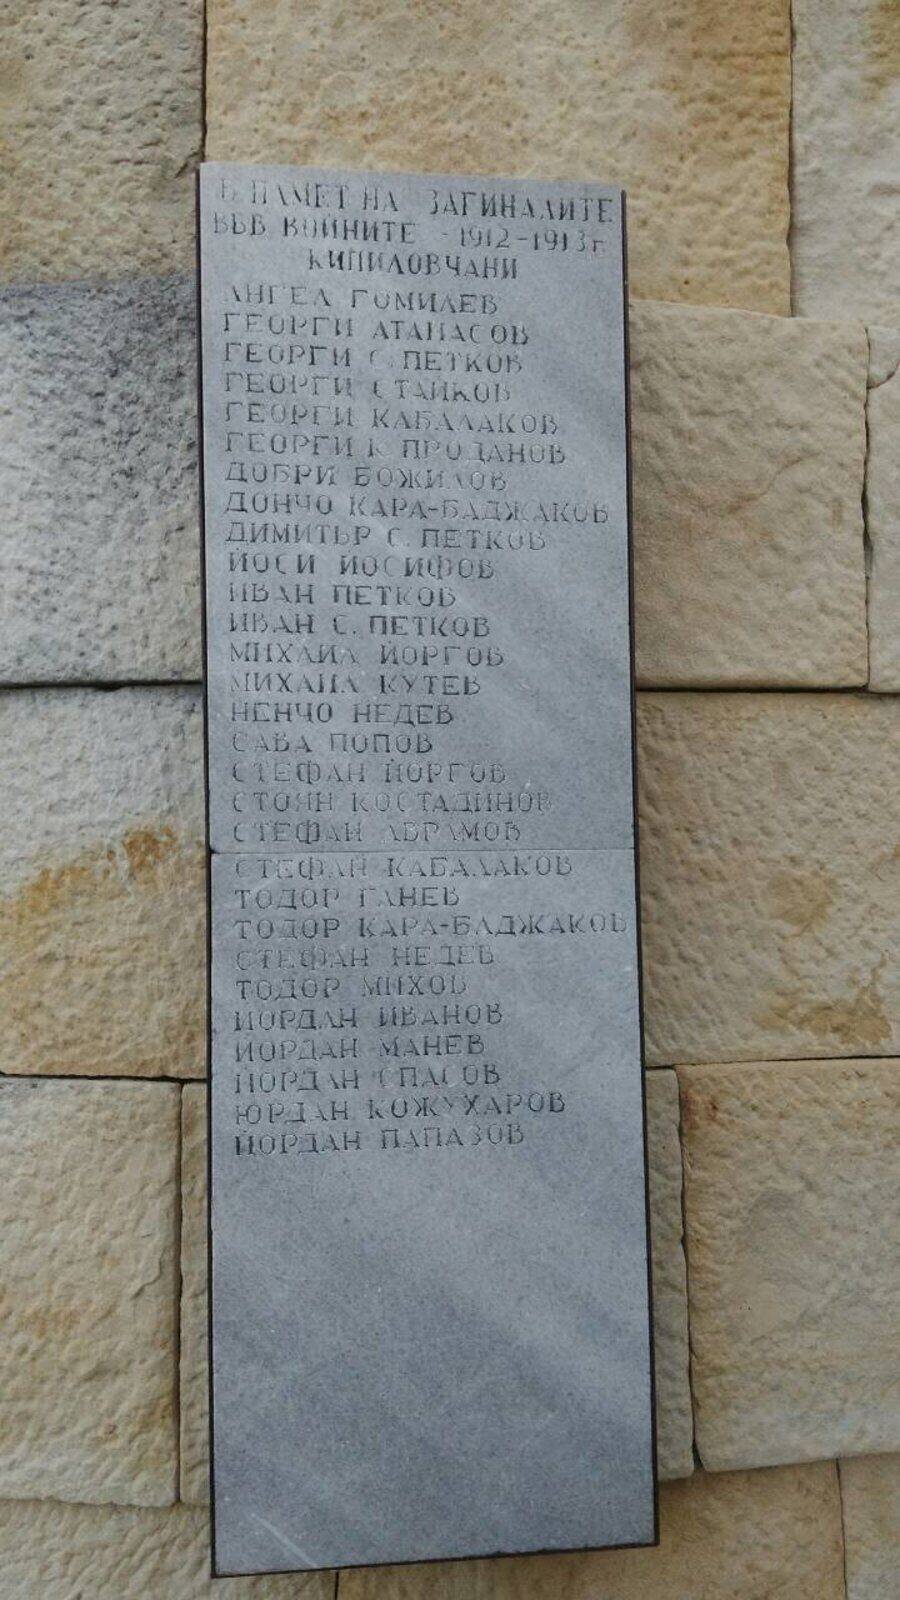 В ПАМЕТ НА ЗАГИНАЛИТЕ
ВЪВ ВОЙНИТЕ - 1912-1913 г.
КИПИЛОВЧАНИ
АНГЕЛ ГОМИЛЕВ
ГЕОРГИ АТАНАСОВ
ГЕОРГИ С. ПЕТКОВ
ГЕОРГИ СТАЙКОВ
ГЕОРГИ КАБАЛАКОВ
ГЕОРГИ К. ПРОДАНОВ
ДОБРИ БОЖИЛОВ
ДОНЧО КАРА-БАДЖАКОВ
ДИМИТЪР С. ПЕТКОВ
ЙОСИ ЙОСИФОВ
ИВАН ПЕТКОВ
ИВАН С. ПЕТКОВ
МИХАИЛ ЙОРГОВ
МИХАИЛ КУТЕВ
НЕНЧО НЕДЕВ
САВА ПОПОВ
СТЕФАН ЙОРГОВ
СТОЯН КОСТАДИНОВ
СТЕФАН АВРАМОВ
СТЕФАН КАБАЛАКОВ
ТОДОР ГАНЕВ
ТОДОР КАРА-БАДЖАКОВ
СТЕФАН НЕДЕВ
ТОДОР МИХОВ
ЙОРДАН ИВАНОВ
ЙОРДАН МАНЕВ
ЙОРДАН СПАСОВ
ЮРДАН КОЖУХАРОВ
ЙОРДАН ПАПАЗОВ